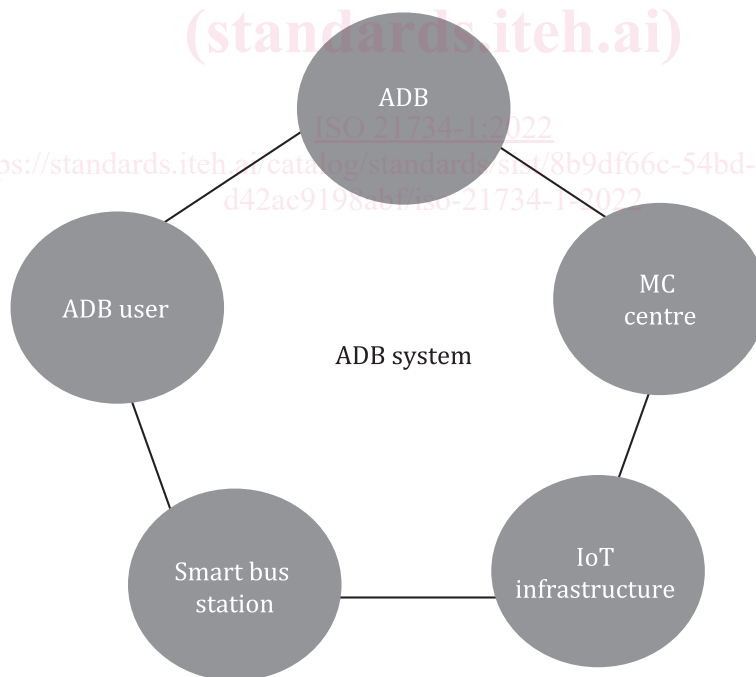 (standards.iteh.ai)
ADB
ISO 21734-1:2022
ps://standards.iteh.ai/catalog/standards/sist/8b9df66c-54bd-
d42ac9198abf/iso-21734-1-2022
MC
centre
ADB user
ADB system
IoT
infrastructure
Smart bus
station